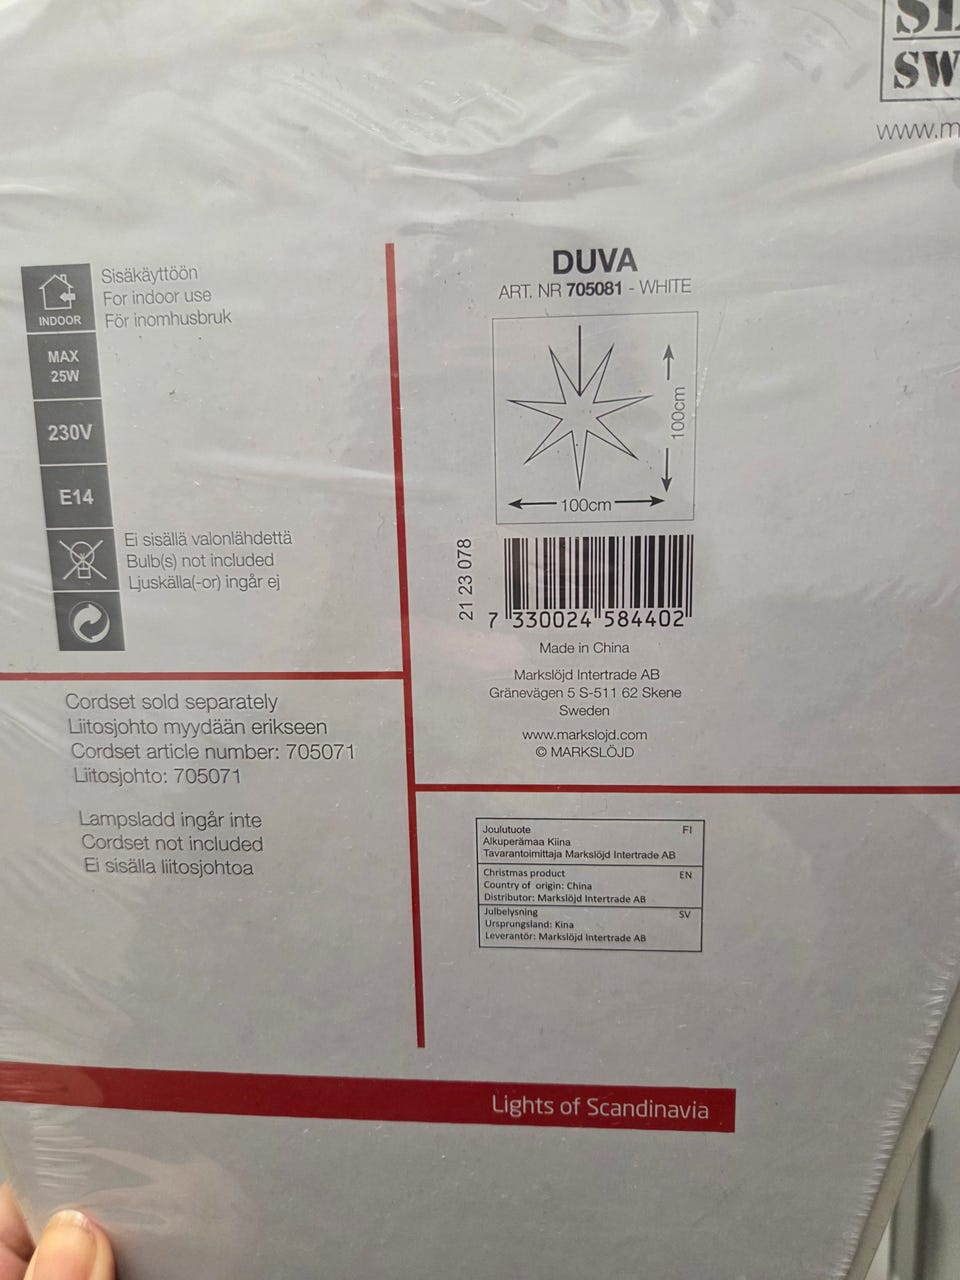 SW
www.m
INDOOR
Sisäkäyttöön
For indoor use
För inomhusbruk
MAX
25W
230V
E14
Ei sisällä valonlähdettä
Bulb(s) not included
Ljuskälla(-or) ingår ej
Cordset sold separately
Liitosjohto myydään erikseen
Cordset article number: 705071
Liitosjohto: 705071
Lampsladd ingår inte
Cordset not included
Ei sisälla liitosjohtoa
DUVA
ART. NR 705081 - WHITE
100cm
100cm
21 23 078
7 330024 584402
Made in China
Markslöjd Intertrade AB
Gränevägen 5 S-511 62 Skene
Sweden
www.markslojd.com
© MARKSLÖJD
Joulutuote FI
Alkuperämaa Kiina
Tavarantoimittaja Markslöjd Intertrade AB
Christmas product EN
Country of origin: China
Distributor: Markslöjd Intertrade AB
Julbelysning SV
Ursprungsland: Kina
Leverantör: Markslöjd Intertrade AB
Lights of Scandinavia